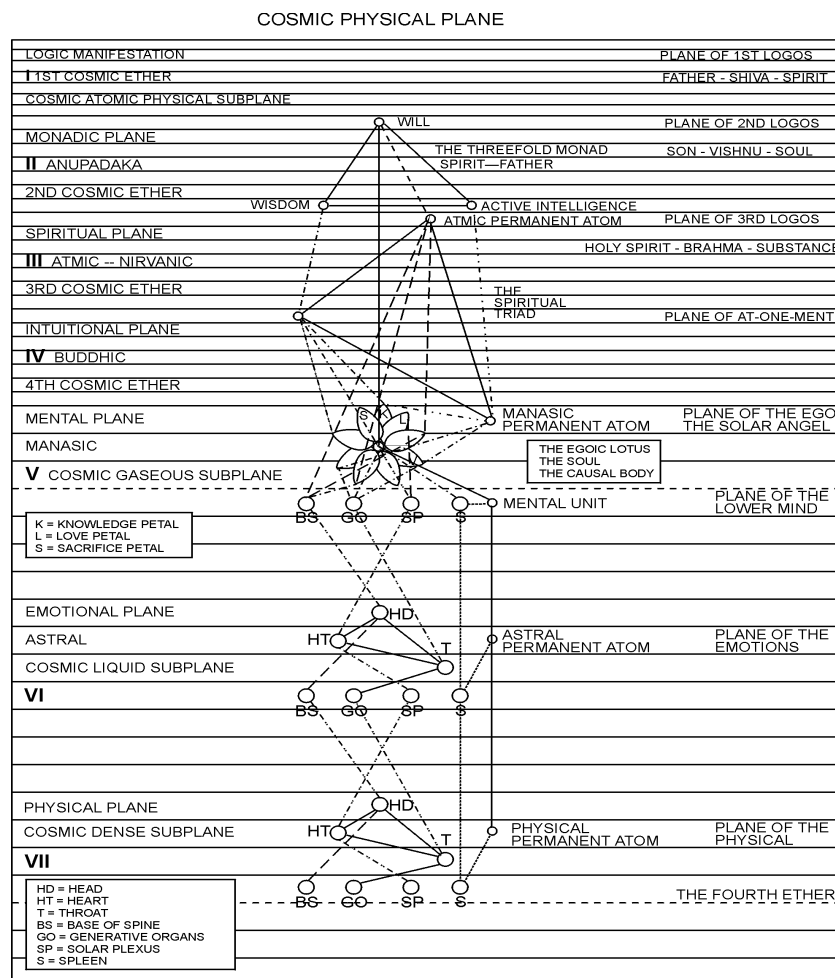 COSMIC PHYSICAL PLANE
LOGIC MANIFESTATION
PLANE OF 1ST LOGOS
I 1ST COSMIC ETHER
FATHER - SHIVA - SPIRIT
COSMIC ATOMIC PHYSICAL SUBPLANE
WILL
PLANE OF 2ND LOGOS
MONADIC PLANE
THE THREEFOLD MONAD
SPIRIT—FATHER
SON - VISHNU - SOUL
II ANUPADAKA
2ND COSMIC ETHER
WISDOM
ACTIVE INTELLIGENCE
ATMIC PERMANENT ATOM
PLANE OF 3RD LOGOS
SPIRITUAL PLANE
HOLY SPIRIT - BRAHMA - SUBSTANCE
III ATMIC -- NIRVANIC
3RD COSMIC ETHER
THE
SPIRITUAL
TRIAD
PLANE OF AT-ONE-MENT
INTUITIONAL PLANE
IV BUDDHIC
4TH COSMIC ETHER
MENTAL PLANE
S K L
MANASIC
PERMANENT ATOM
PLANE OF THE EGO
THE SOLAR ANGEL
MANASIC
THE EGOIC LOTUS
THE SOUL
THE CAUSAL BODY
V COSMIC GASEOUS SUBPLANE
BS GO SP S
MENTAL UNIT
PLANE OF THE
LOWER MIND
K = KNOWLEDGE PETAL
L = LOVE PETAL
S = SACRIFICE PETAL
EMOTIONAL PLANE
HD
ASTRAL
HT
T
ASTRAL
PERMANENT ATOM
PLANE OF THE
EMOTIONS
COSMIC LIQUID SUBPLANE
VI
BS GO SP S
PHYSICAL PLANE
HD
COSMIC DENSE SUBPLANE
HT
T
PHYSICAL
PERMANENT ATOM
PLANE OF THE
PHYSICAL
VII
BS GO SP S
THE FOURTH ETHER
HD = HEAD
HT = HEART
T = THROAT
BS = BASE OF SPINE
GO = GENERATIVE ORGANS
SP = SOLAR PLEXUS
S = SPLEEN